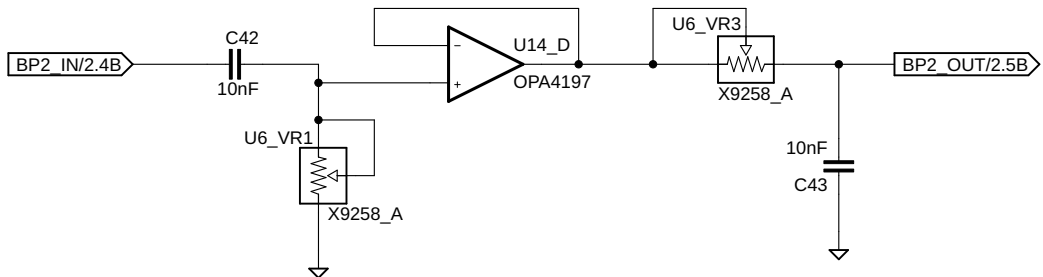 BP2_IN/2.4B
C42
10nF
U6_VR1
X9258_A
−
+
U14_D
OPA4197
U6_VR3
X9258_A
BP2_OUT/2.5B
10nF
C43